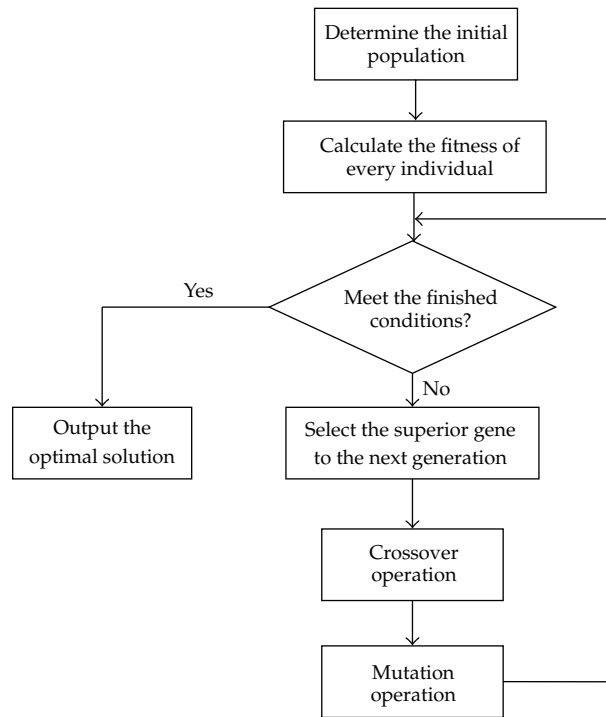 Determine the initial
population
Calculate the fitness of
every individual
Yes
Meet the finished
conditions?
No
Output the
optimal solution
Select the superior gene
to the next generation
Crossover
operation
Mutation
operation